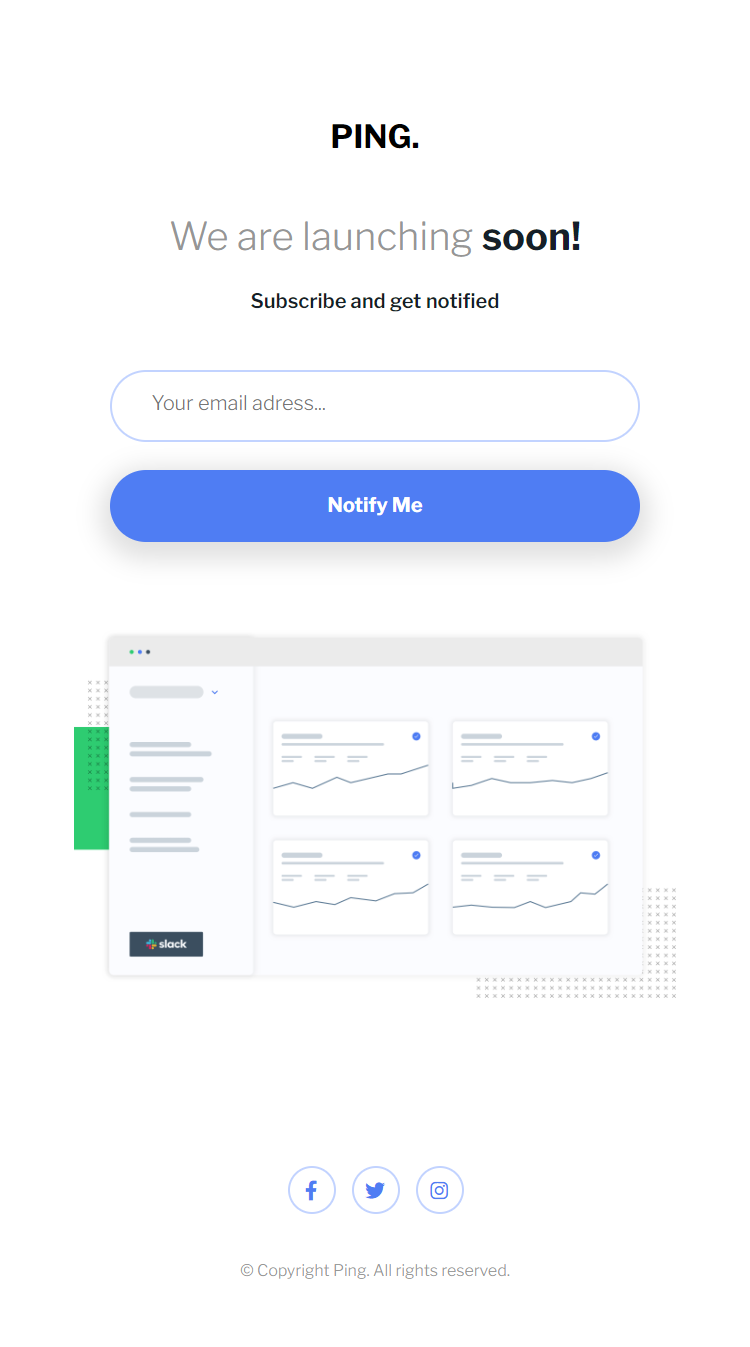 PING.
We are launching soon!
Subscribe and get notified
Your email adress...
Notify Me
slack
© Copyright Ping. All rights reserved.